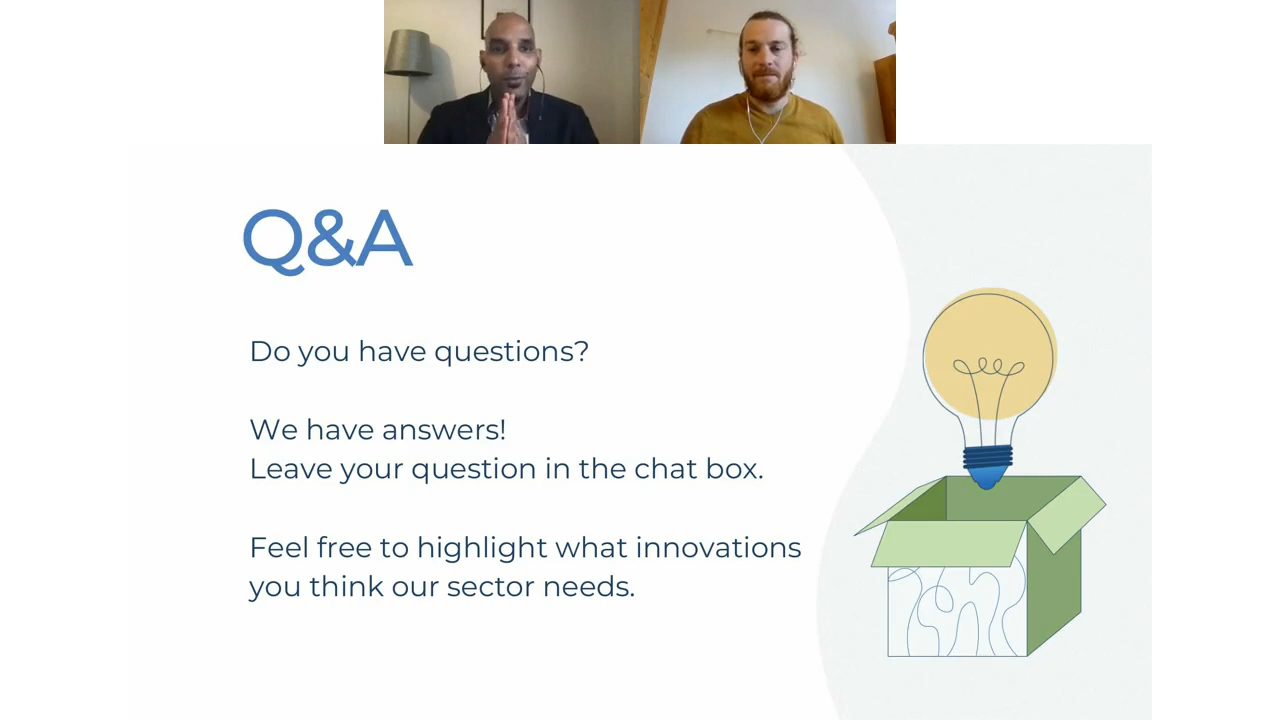 Q&A
Do you have questions?
We have answers!
Leave your question in the chat box.
Feel free to highlight what innovations
you think our sector needs.